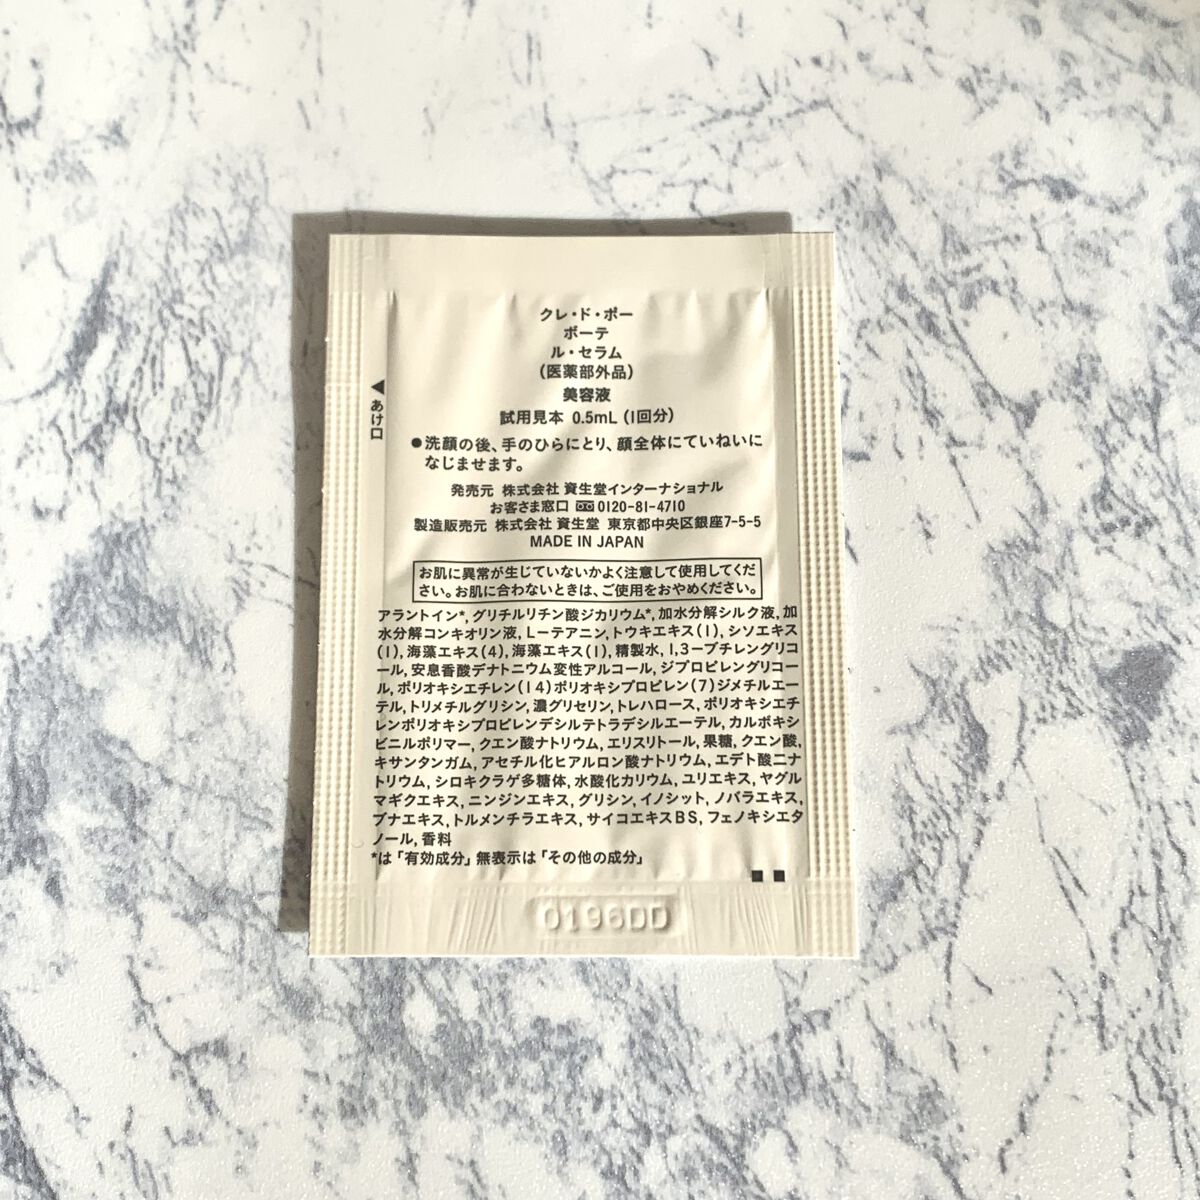 クレ・ド・ポー
ボーテ
ル・セラム
(医薬部外品)
美容液
試用見本 0.5mL (1回分)
◀あけ口
●洗顔の後、手のひらにとり、顔全体にていねいに
なじませます。
発売元 株式会社 資生堂インターナショナル
お客さま窓口 0120-81-4710
製造販売元 株式会社 資生堂 東京都中央区銀座7-5-5
MADE IN JAPAN
お肌に異常が生じていないかよく注意して使用してくだ
さい。お肌に合わないときは、ご使用をおやめください。
アラントイン*, グリチルリチン酸ジカリウム*, 加水分解シルク液, 加
水分解コンキオリン液, L−テアニン, トウキエキス(1), シソエキス
(1), 海藻エキス(4), 海藻エキス(1), 精製水, 1,3−ブチレングリコ
ール, 安息香酸デナトニウム変性アルコール, ジプロピレングリコー
ル, ポリオキシエチレン(14)ポリオキシプロピレン(7)ジメチルエー
テル, トリメチルグリシン, 濃グリセリン, トレハロース, ポリオキシエチ
レンポリオキシプロピレンデシルテトラデシルエーテル, カルボキシ
ビニルポリマー, クエン酸ナトリウム, エリスリトール, 果糖, クエン酸,
キサンタンガム, アセチル化ヒアルロン酸ナトリウム, エデト酸二ナ
トリウム, シロキクラゲ多糖体, 水酸化カリウム, ユリエキス, ヤグル
マギクエキス, ニンジンエキス, グリシン, イノシット, ノバラエキス,
ブナエキス, トルメンチラエキス, サイコエキスBS, フェノキシエタ
ノール, 香料
*は「有効成分」無表示は「その他の成分」
0196DD